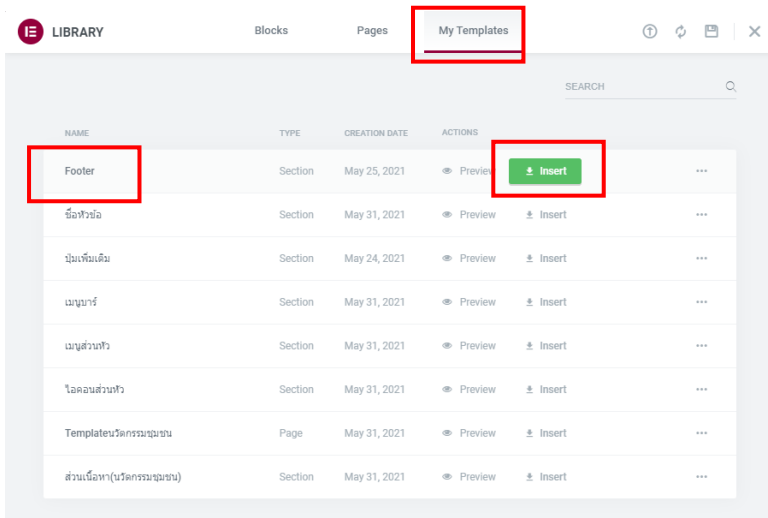 LIBRARY Blocks Pages My Templates
SEARCH
NAME TYPE CREATION DATE ACTIONS
Footer Section May 25, 2021 Preview Insert
ชื่อหัวข้อ Section May 31, 2021 Preview Insert
ปุ่มเพิ่มเติม Section May 24, 2021 Preview Insert
เมนูบาร์ Section May 31, 2021 Preview Insert
เมนูส่วนหัว Section May 31, 2021 Preview Insert
ไอคอนส่วนหัว Section May 31, 2021 Preview Insert
Templateนวัตกรรมชุมชน Page May 31, 2021 Preview Insert
ส่วนเนื้อหา(นวัตกรรมชุมชน) Section May 31, 2021 Preview Insert